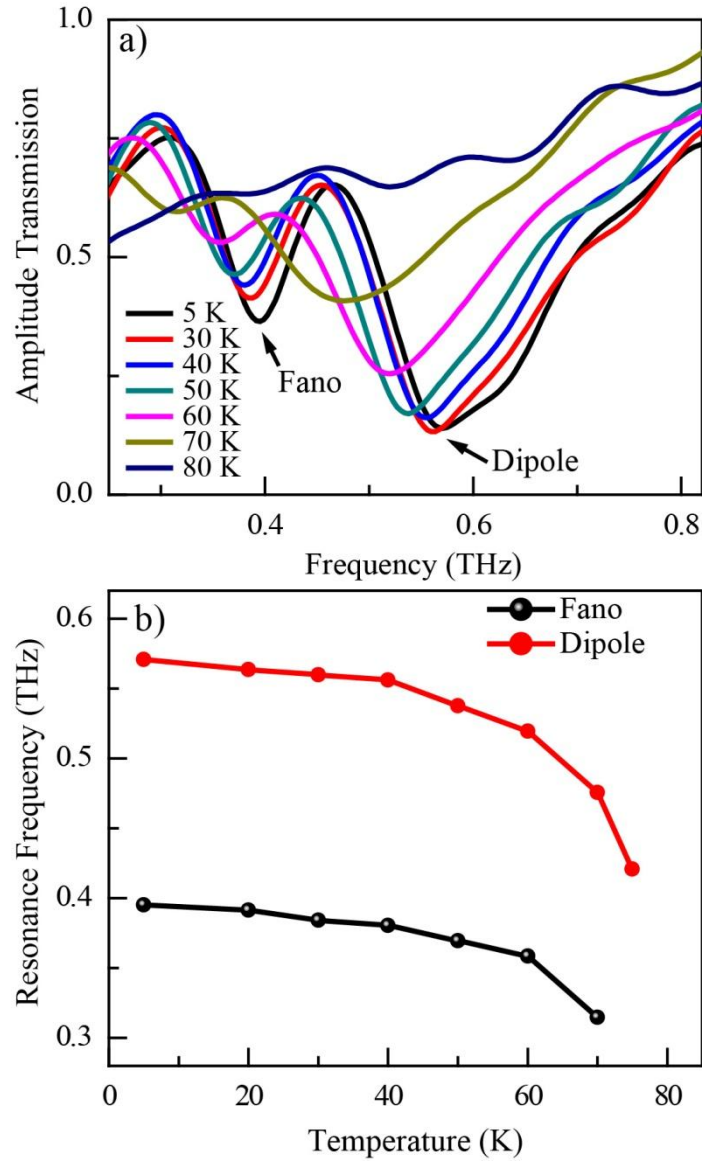 a)
1.0
0.5
0.0
Amplitude Transmission
5 K
30 K
40 K
50 K
60 K
70 K
80 K
Fano
Dipole
0.4
0.6
0.8
Frequency (THz)
b)
Fano
Dipole
0.6
0.5
0.4
0.3
Resonance Frequency (THz)
0
20
40
60
80
Temperature (K)